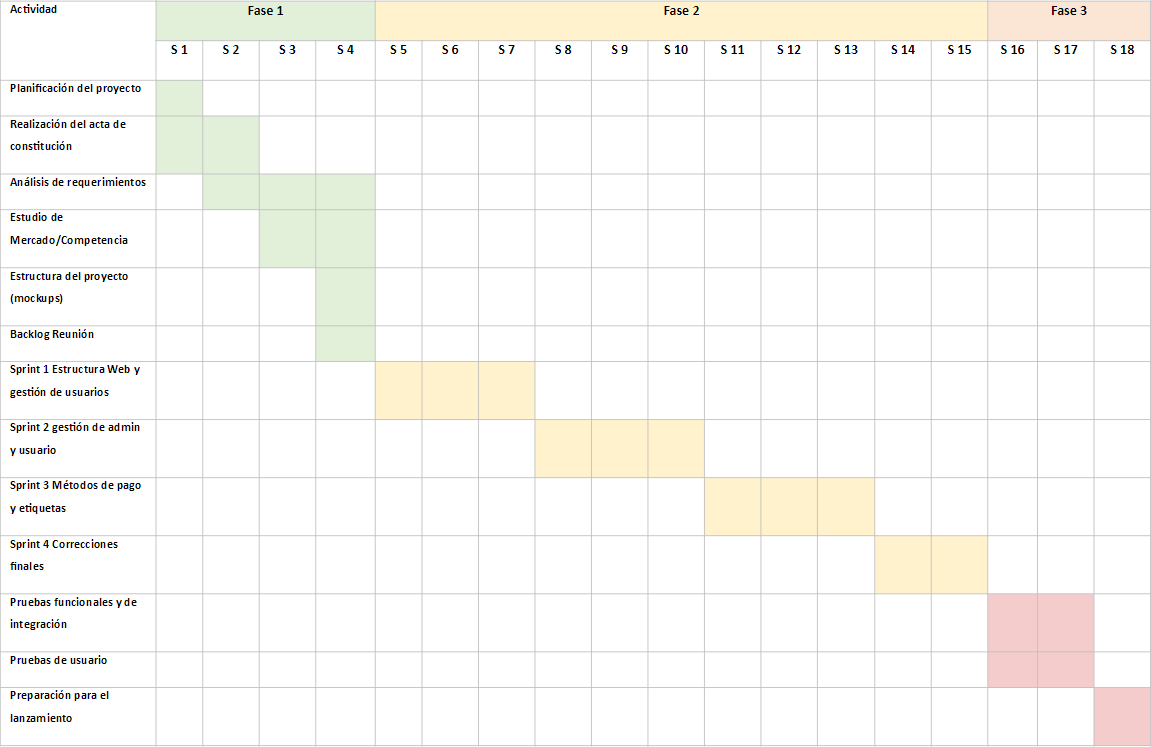 Actividad
Fase 1
Fase 2
Fase 3
S 1
S 2
S 3
S 4
S 5
S 6
S 7
S 8
S 9
S 10
S 11
S 12
S 13
S 14
S 15
S 16
S 17
S 18
Planificación del proyecto
Realización del acta de
constitución
Análisis de requerimientos
Estudio de
Mercado/Competencia
Estructura del proyecto
(mockups)
Backlog Reunión
Sprint 1 Estructura Web y
gestión de usuarios
Sprint 2 gestión de admin
y usuario
Sprint 3 Métodos de pago
y etiquetas
Sprint 4 Correcciones
finales
Pruebas funcionales y de
integración
Pruebas de usuario
Preparación para el
lanzamiento